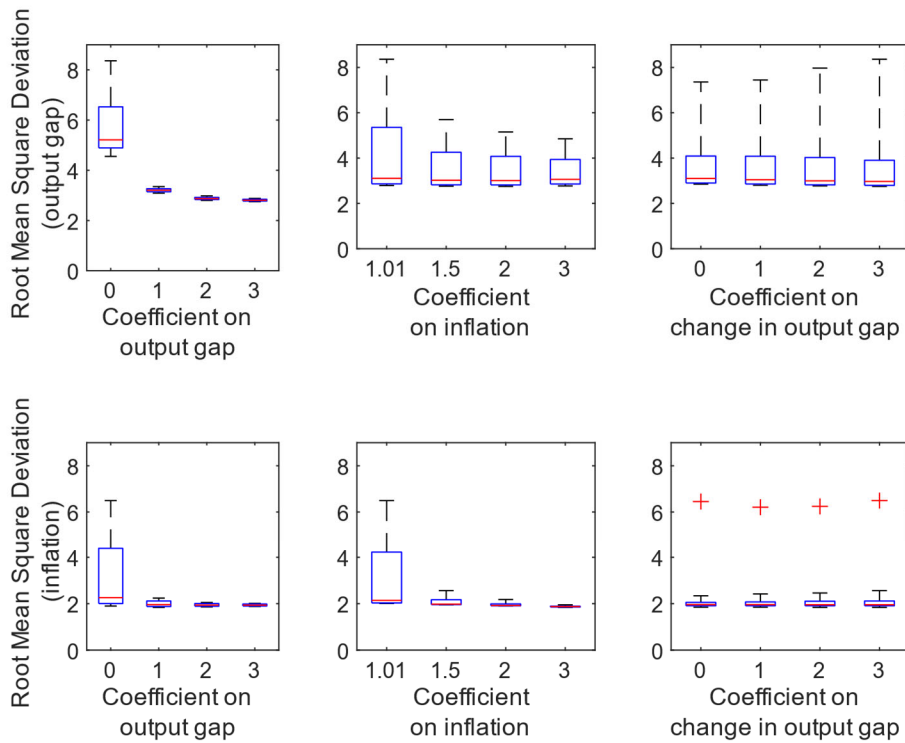 Root Mean Square Deviation
(output gap)
8
6
4
2
0
0 1 2 3
Coefficient on
output gap
8
6
4
2
0
1.01 1.5 2 3
Coefficient
on inflation
8
6
4
2
0
0 1 2 3
Coefficient on
change in output gap
Root Mean Square Deviation
(inflation)
8
6
4
2
0
0 1 2 3
Coefficient on
output gap
8
6
4
2
0
1.01 1.5 2 3
Coefficient
on inflation
8
6
4
2
0
0 1 2 3
Coefficient on
change in output gap